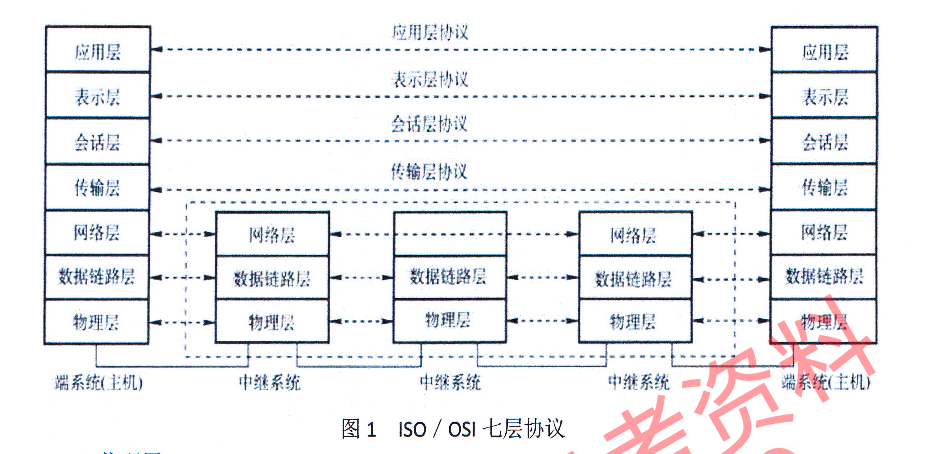 应用层协议
应用层 应用层
表示层协议
表示层 表示层
会话层协议
会话层 会话层
传输层协议
传输层 传输层
网络层 网络层 网络层 网络层
数据链路层 数据链路层 数据链路层 数据链路层 数据链路层
物理层 物理层 物理层 物理层 物理层
端系统(主机) 中继系统 中继系统 中继系统 端系统(主机)
图 1 ISO / OSI 七层协议
考资料